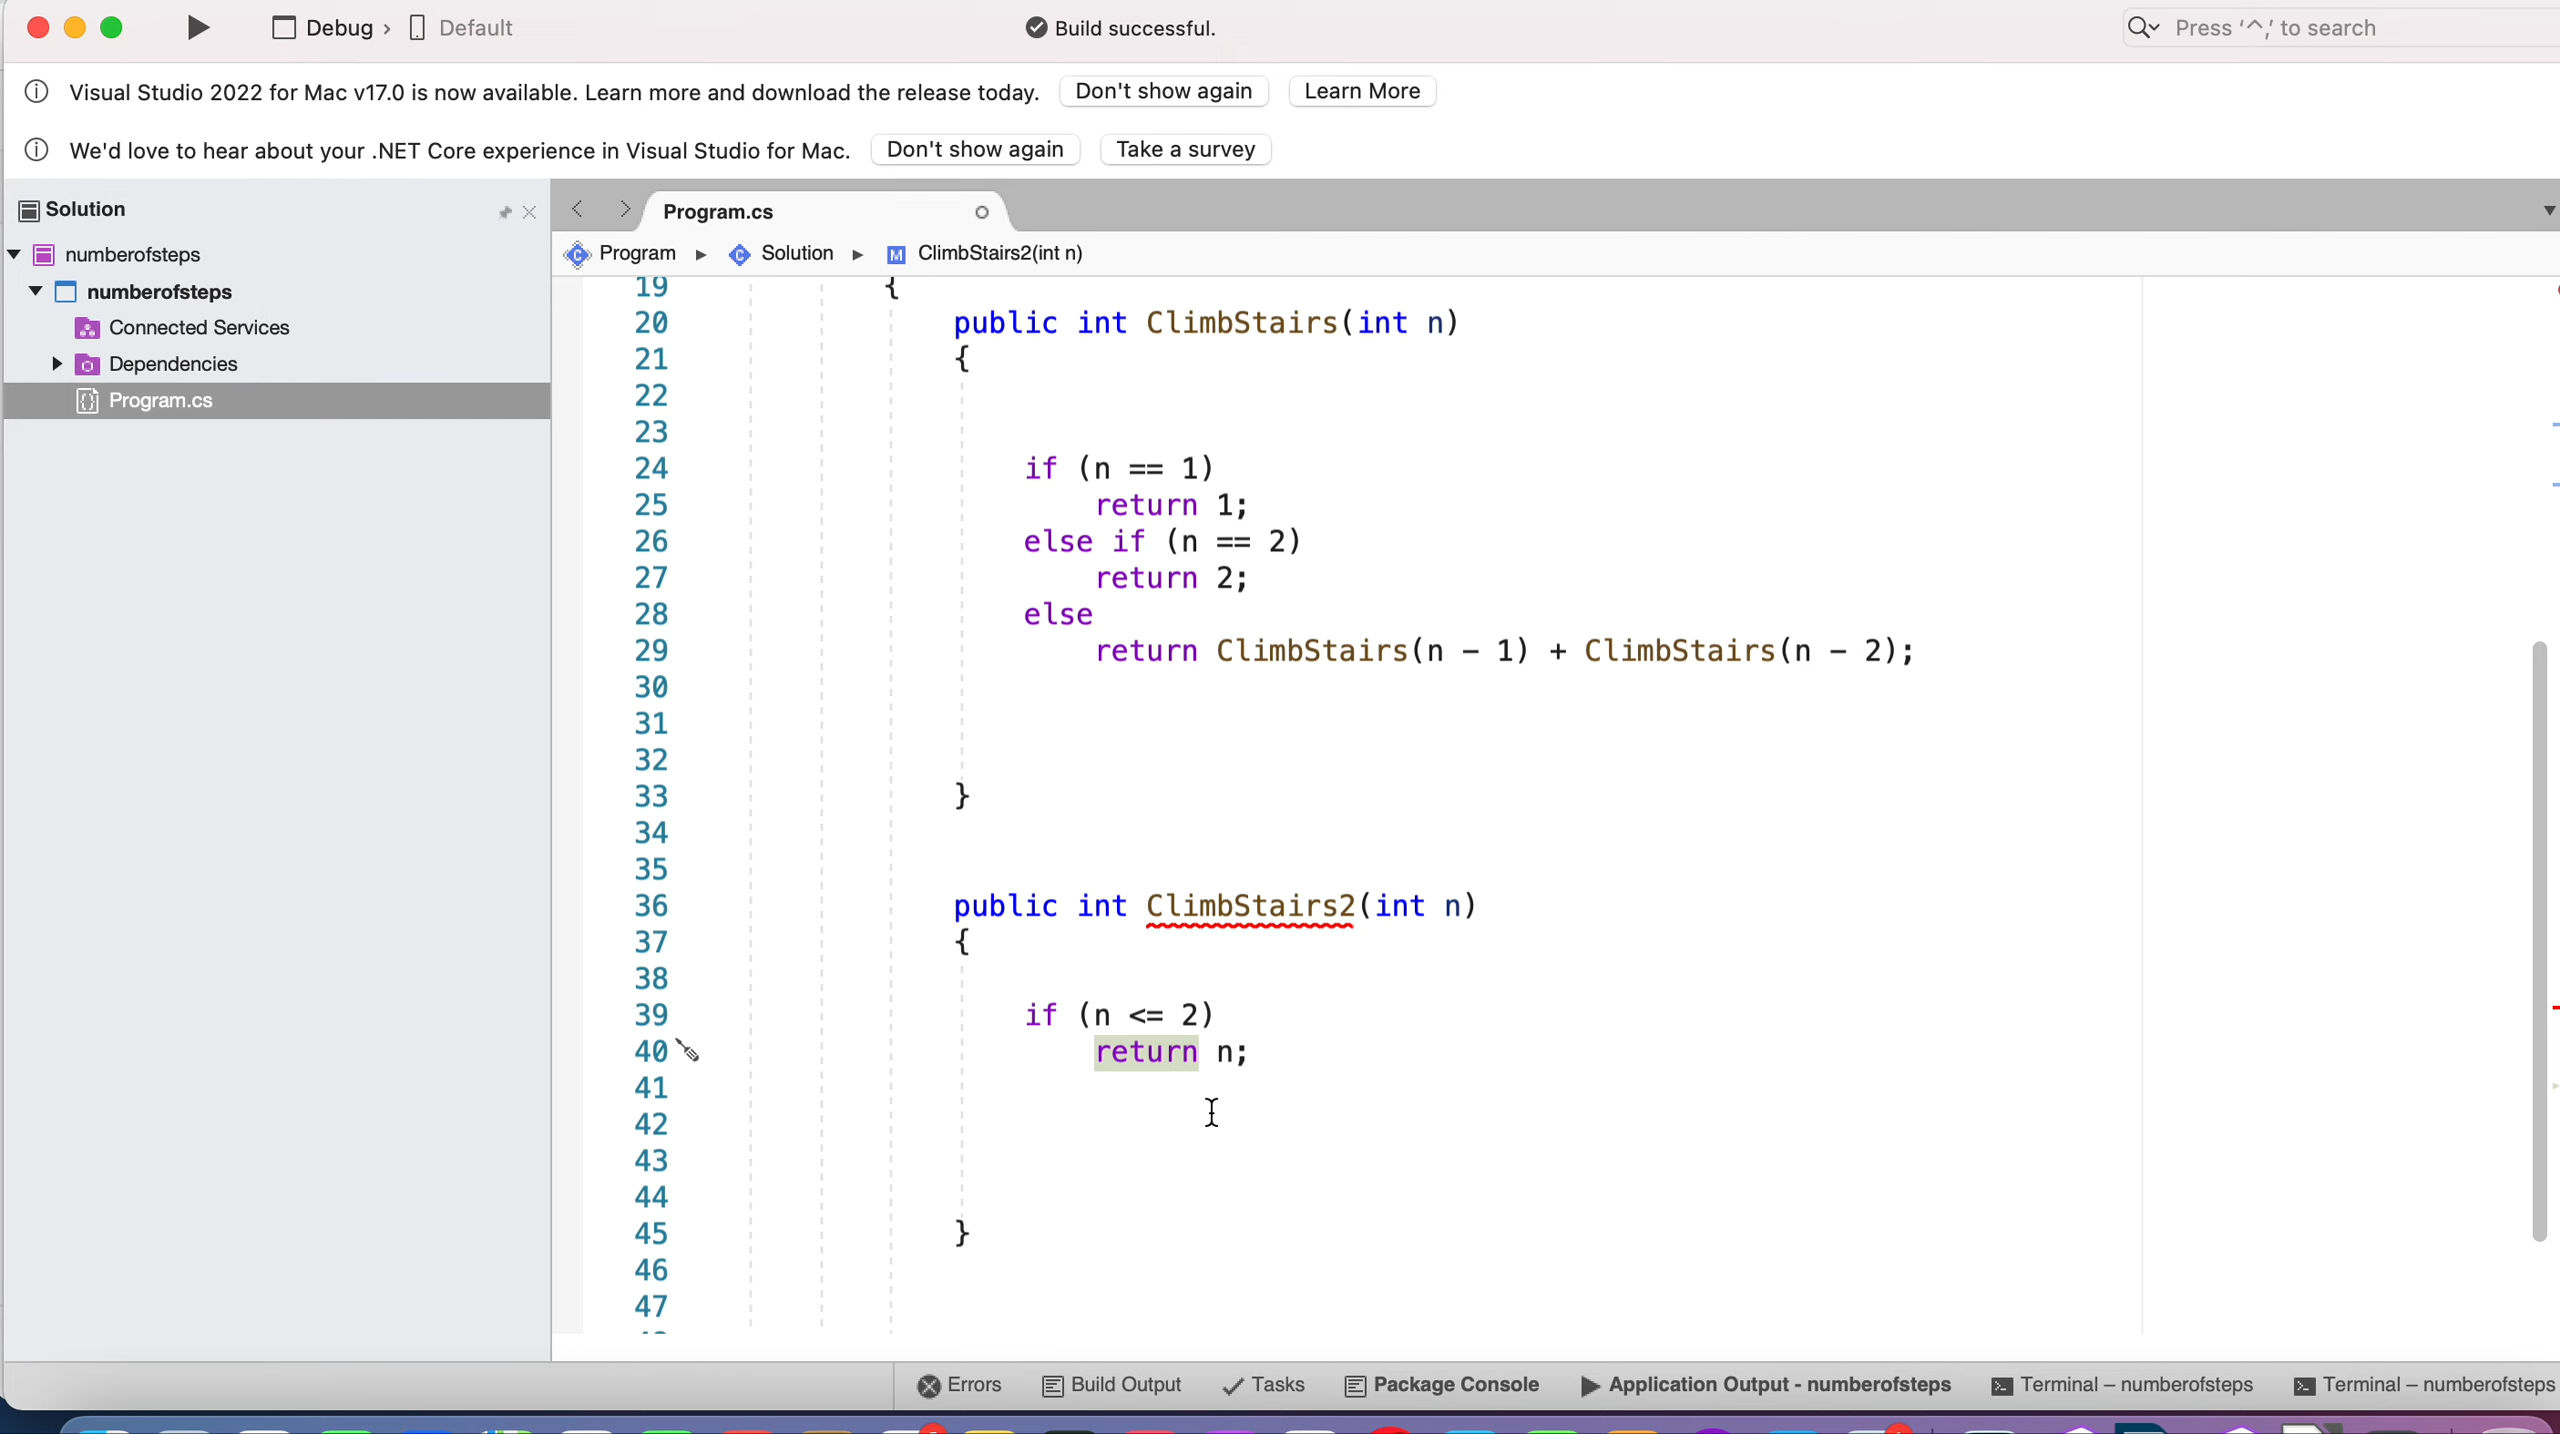 Debug › Default
Build successful.
Press '^,' to search
Visual Studio 2022 for Mac v17.0 is now available. Learn more and download the release today. Don't show again Learn More
We'd love to hear about your .NET Core experience in Visual Studio for Mac. Don't show again Take a survey
Solution
numberofsteps
numberofsteps
Connected Services
Dependencies
Program.cs
Program.cs
Program ▸ Solution ▸ M ClimbStairs2(int n)
19 {
20 public int ClimbStairs(int n)
21 {
22
23
24 if (n == 1)
25 return 1;
26 else if (n == 2)
27 return 2;
28 else
29 return ClimbStairs(n - 1) + ClimbStairs(n - 2);
30
31
32
33 }
34
35
36 public int ClimbStairs2(int n)
37 {
38
39 if (n <= 2)
40 return n;
41
42
43
44
45 }
46
47
Errors Build Output Tasks Package Console Application Output - numberofsteps Terminal – numberofsteps Terminal – numberofsteps